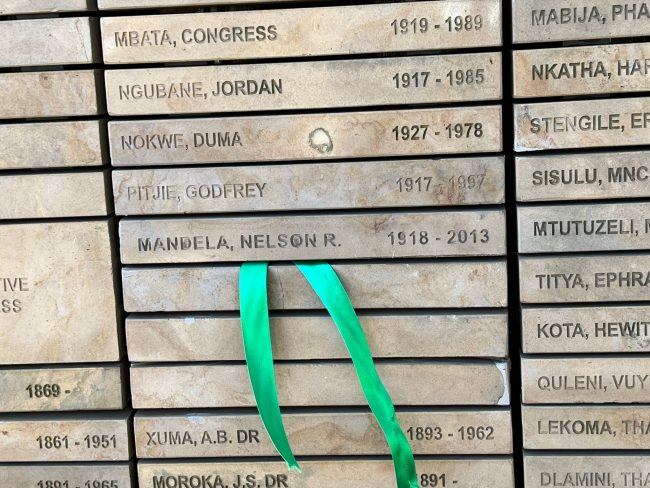 MBATA, CONGRESS 1919 - 1989
NGUBANE, JORDAN 1917 - 1985
NOKWE, DUMA 1927 - 1978
PITJIE, GODFREY 1917 - 1997
MANDELA, NELSON R. 1918 - 2013
XUMA, A.B. DR 1893 - 1962
MOROKA, J.S. DR 891 -
TIVE
SS
1869 -
1861 - 1951
1891 - 1965
MABIJA, PHA
NKATHA, HAR
STENGILE, ER
SISULU, MNC
MTUTUZELI, M
TITYA, EPHRA
KOTA, HEWIT
QULENI, VUY
LEKOMA, THA
DLAMINI, THA